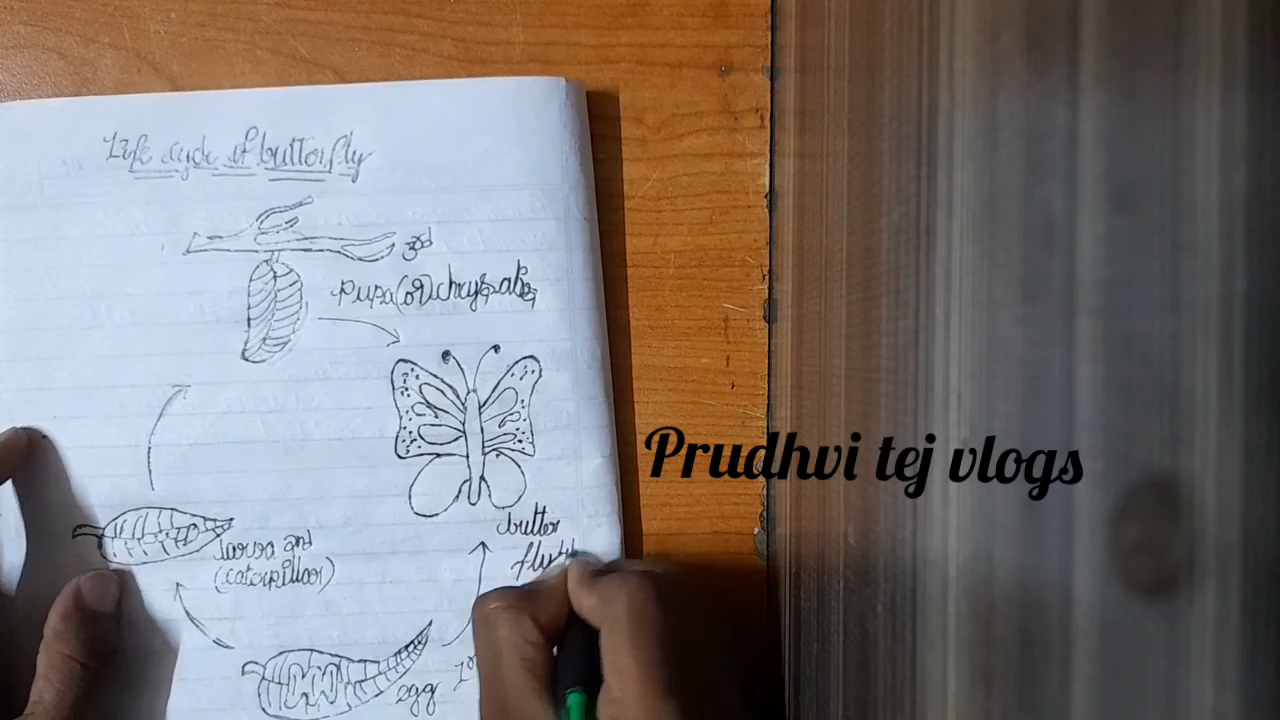 Life cycle of butterfly
3rd
pupa (or) chrysalis
Prudhvi tej vlogs
butter
fly
larva 2nd
(caterpillar)
egg